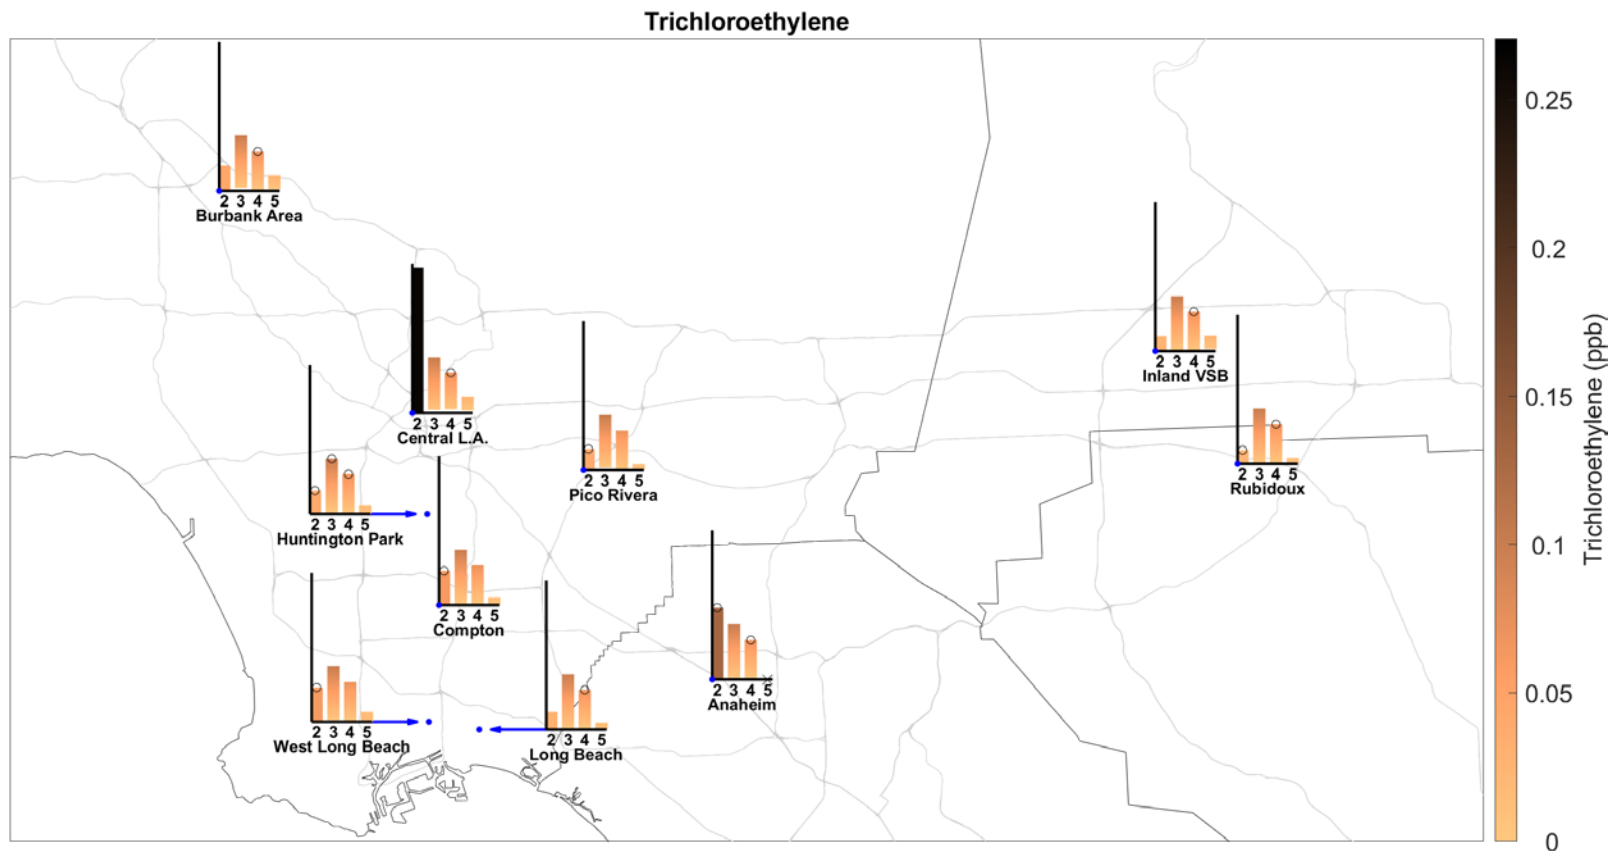 Trichloroethylene
2 3 4 5
Burbank Area
2 3 4 5
Central L.A.
2 3 4 5
Huntington Park
2 3 4 5
Pico Rivera
2 3 4 5
Inland VSB
2 3 4 5
Rubidoux
2 3 4 5
Compton
2 3 4 5
West Long Beach
2 3 4 5
Long Beach
2 3 4 5
Anaheim
0.25
0.2
0.15
0.1
0.05
0
Trichloroethylene (ppb)